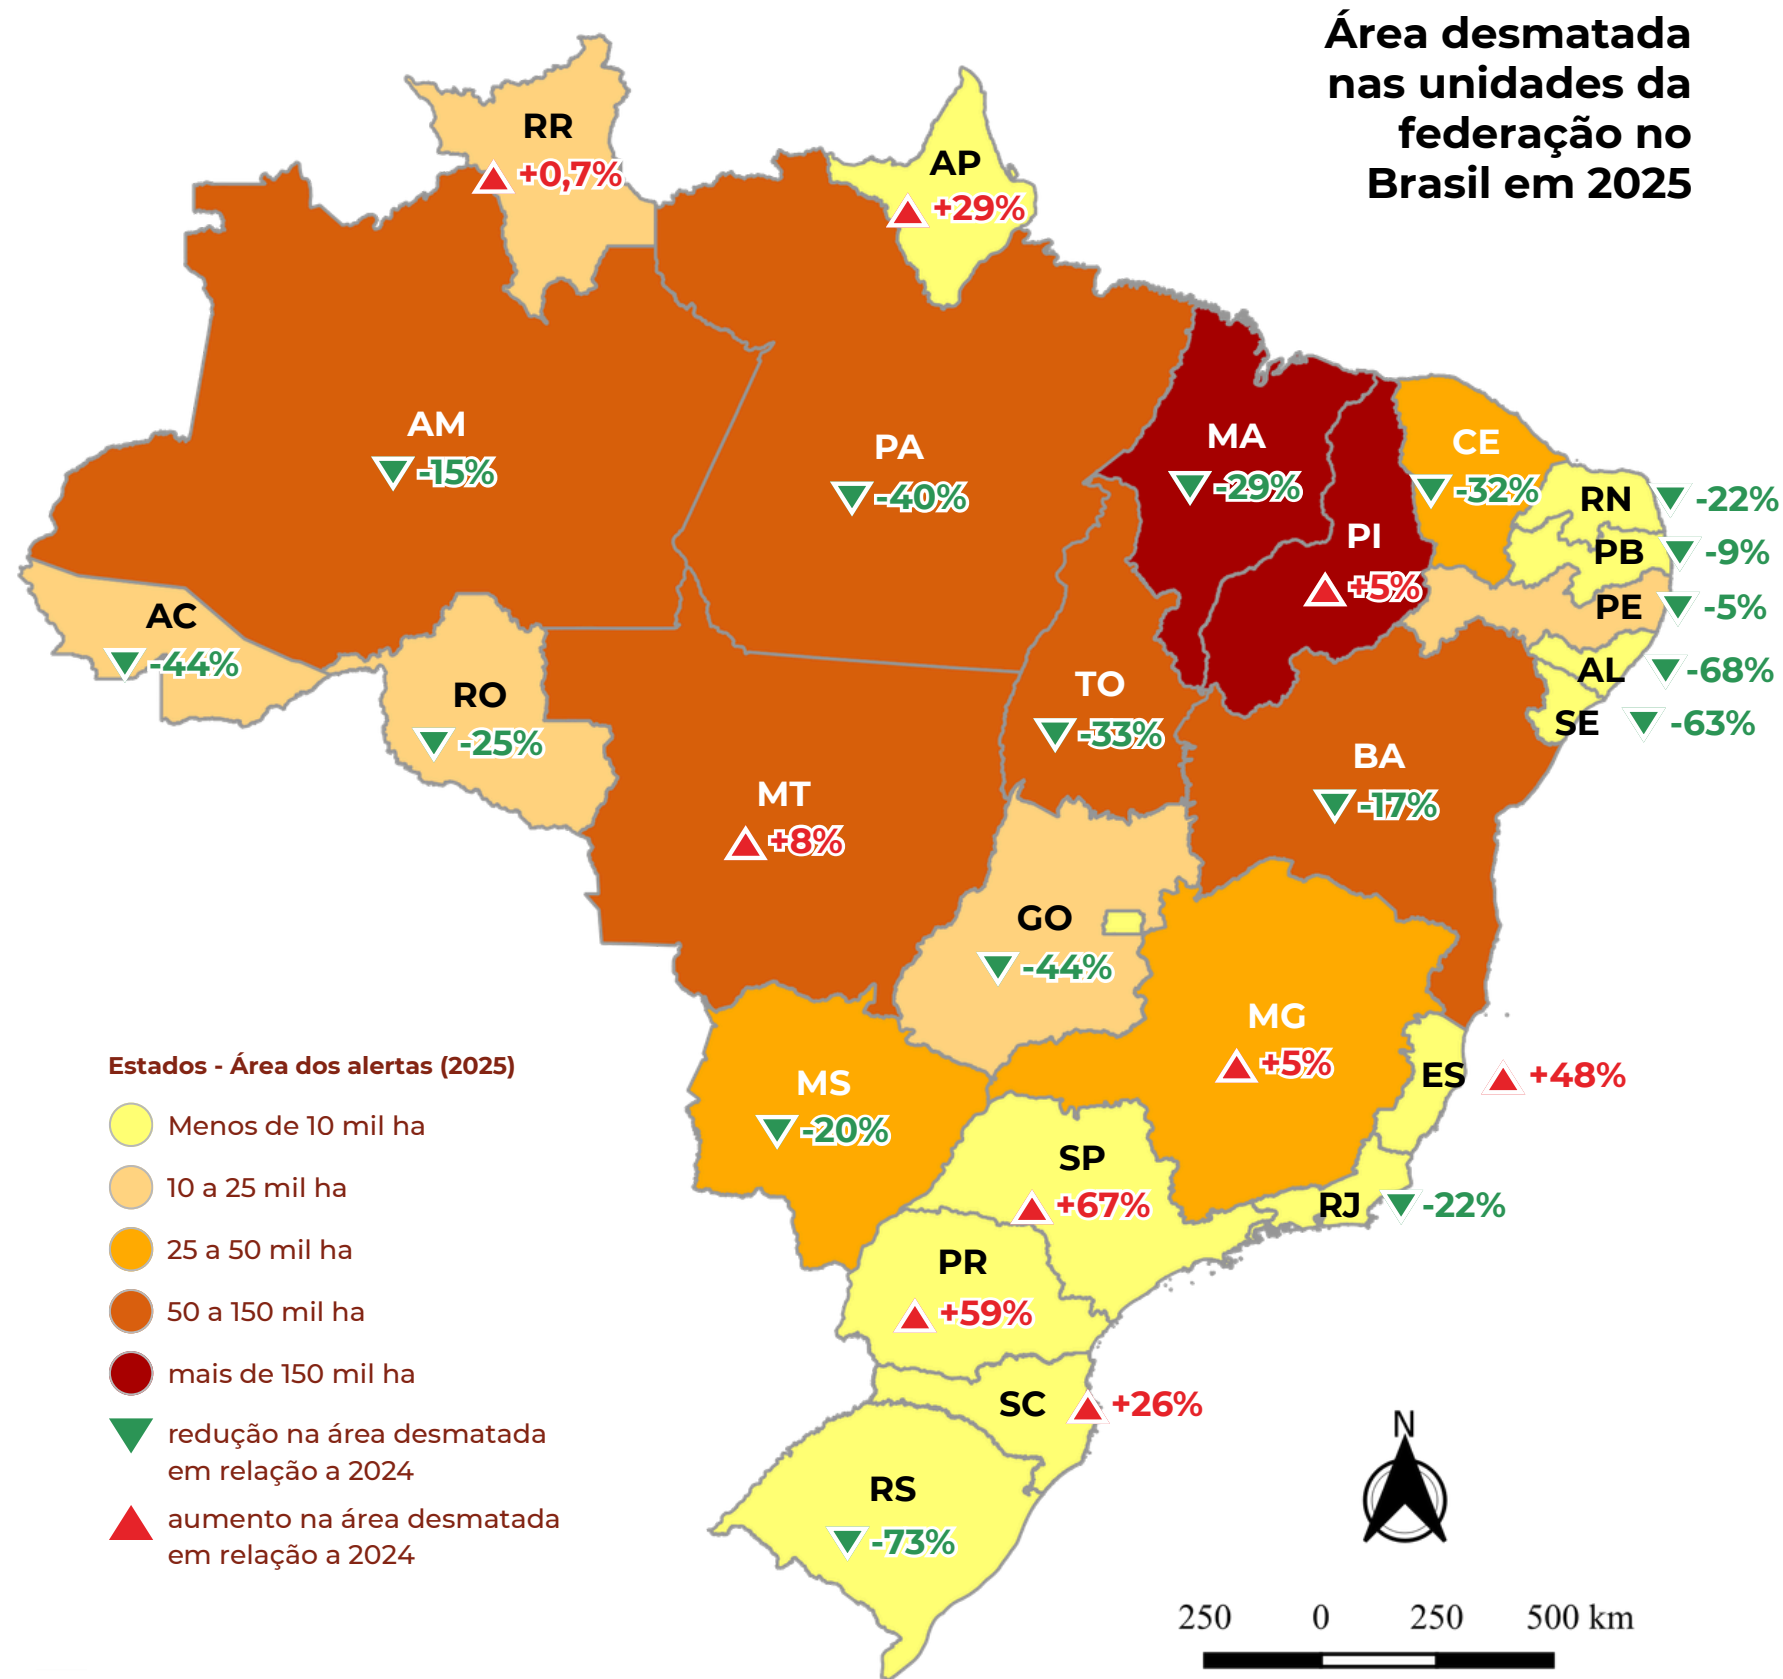 Área desmatada
nas unidades da
federação no
Brasil em 2025
RR
+0,7%
AP
+29%
AM
-15%
PA
-40%
MA
-29%
PI
+5%
CE
-32%
RN
-22%
PB
-9%
PE
-5%
AL
-68%
SE
-63%
AC
-44%
RO
-25%
TO
-33%
BA
-17%
MT
+8%
GO
-44%
MG
+5%
ES
+48%
MS
-20%
SP
+67%
RJ
-22%
PR
+59%
SC
+26%
RS
-73%
Estados - Área dos alertas (2025)
Menos de 10 mil ha
10 a 25 mil ha
25 a 50 mil ha
50 a 150 mil ha
mais de 150 mil ha
redução na área desmatada
em relação a 2024
aumento na área desmatada
em relação a 2024
N
250 0 250 500 km